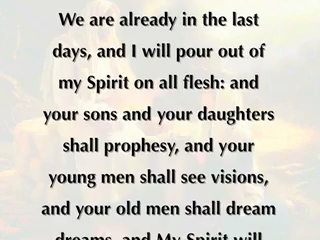 We are already in the last
days, and I will pour out of
my Spirit on all flesh: and
your sons and your daughters
shall prophesy, and your
young men shall see visions,
and your old men shall dream
dreams, and My Spirit will